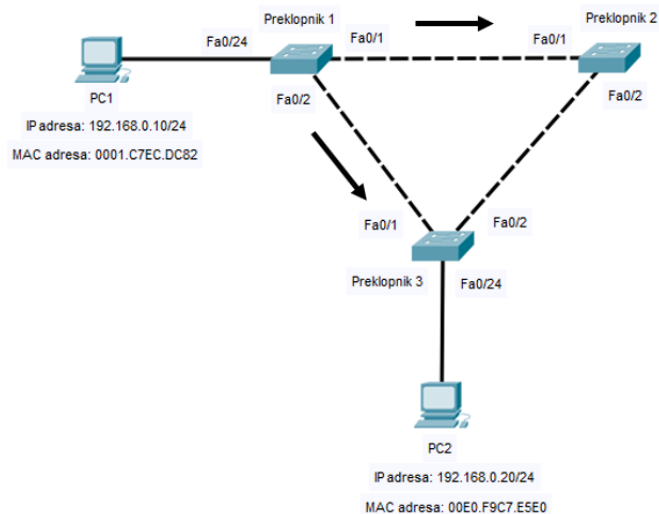 Preklopnik 1
Preklopnik 2
Fa0/24
Fa0/1
Fa0/1
PC1
Fa0/2
Fa0/2
IP adresa: 192.168.0.10/24
MAC adresa: 0001.C7EC.DC82
Fa0/1
Fa0/2
Preklopnik 3
Fa0/24
PC2
IP adresa: 192.168.0.20/24
MAC adresa: 00E0.F9C7.E5E0